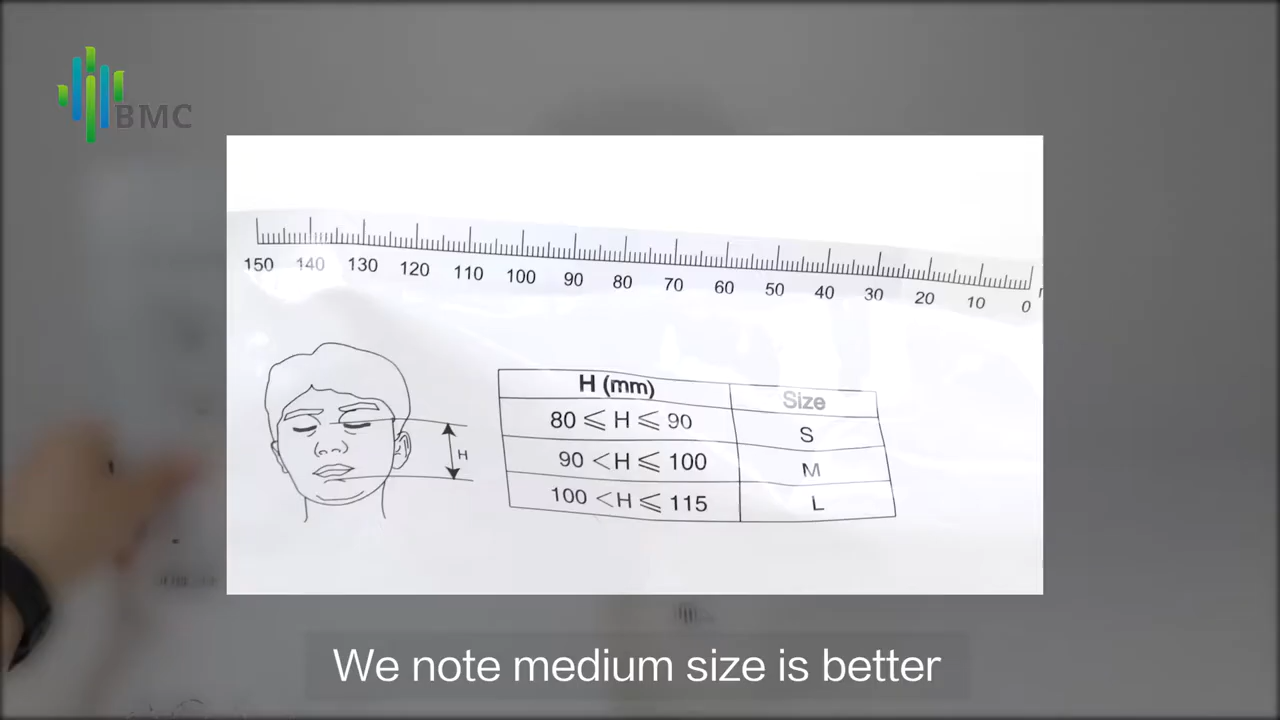 BMC
150 140 130 120 110 100 90 80 70 60 50 40 30 20 10 0
H (mm) Size
80 ⩽ H ⩽ 90 S
90 < H ⩽ 100 M
100 < H ⩽ 115 L
H
We note medium size is better